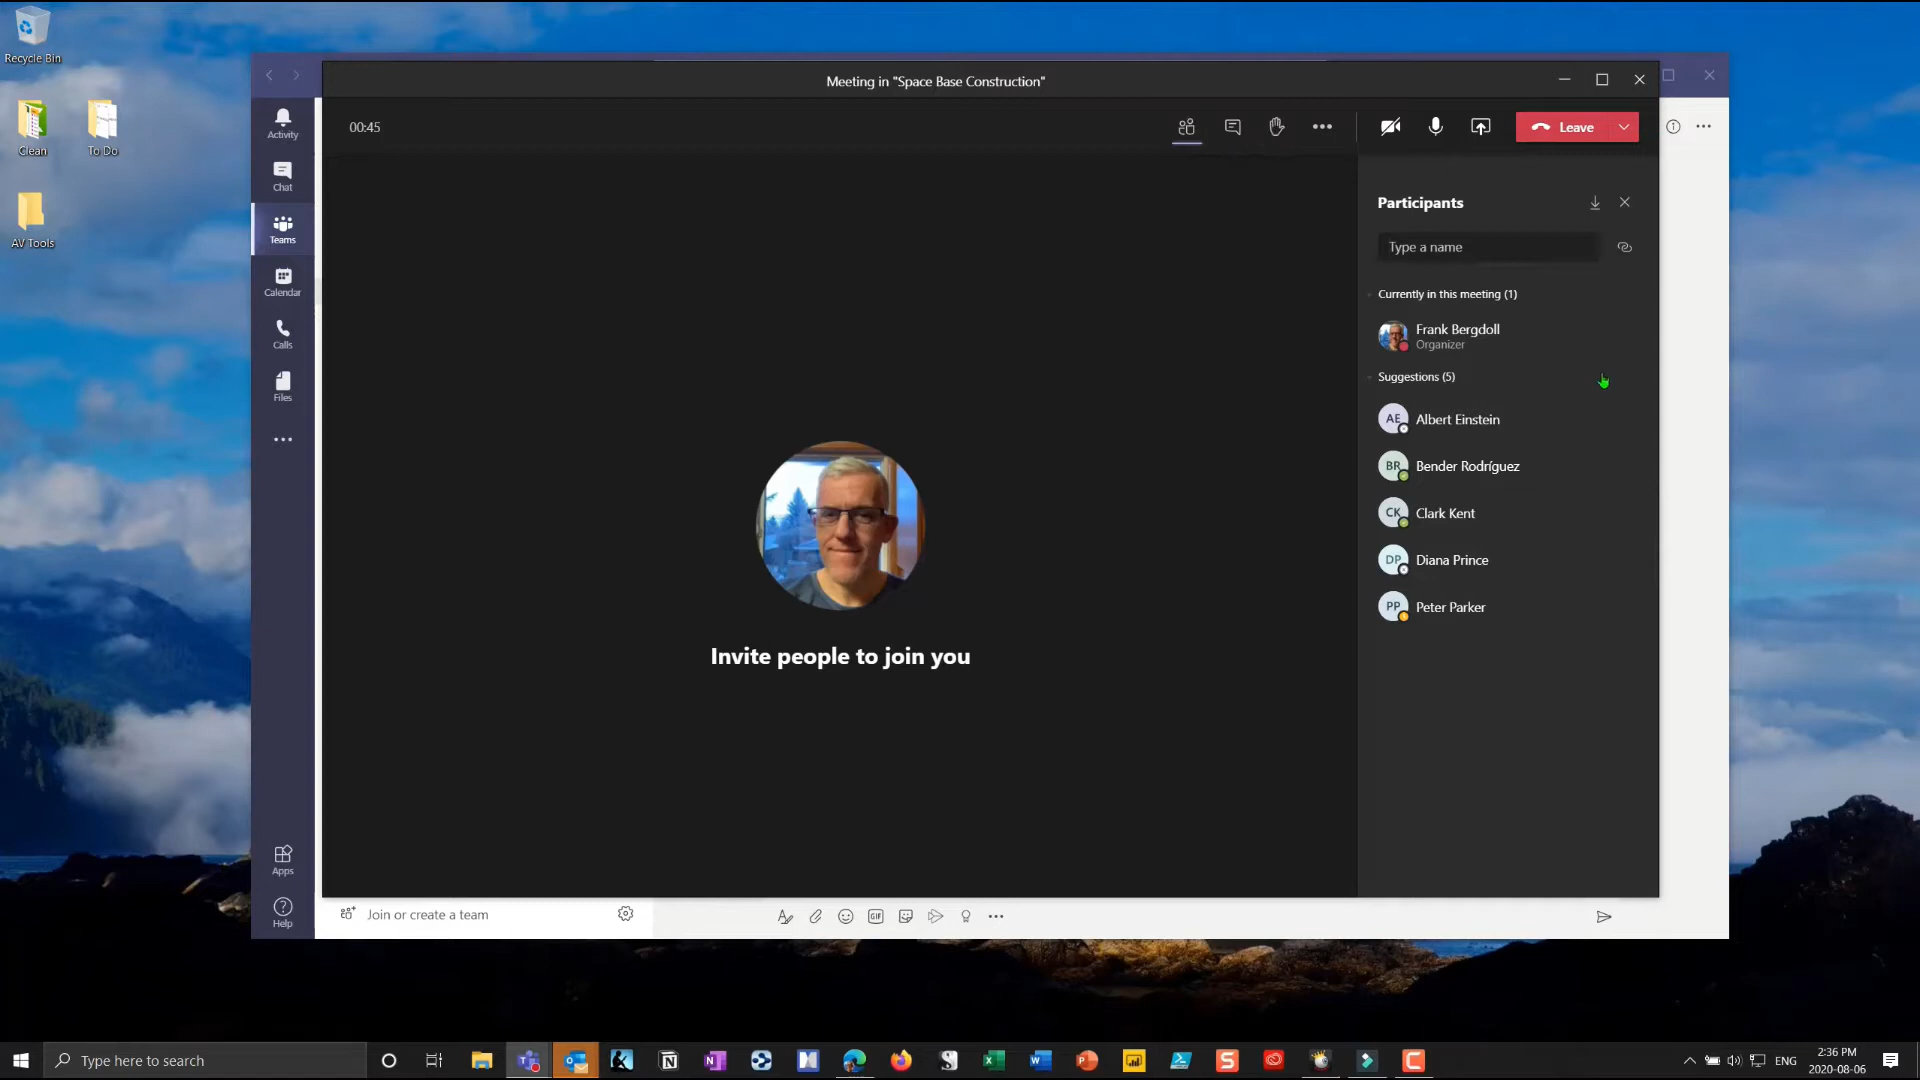 Recycle Bin
Clean
To Do
AV Tools
Meeting in "Space Base Construction"
00:45
Leave
Activity
Chat
Teams
Calendar
Calls
Files
Apps
Help
Participants
Type a name
Currently in this meeting (1)
Frank Bergdoll
Organizer
Suggestions (5)
AE Albert Einstein
BR Bender Rodríguez
CK Clark Kent
DP Diana Prince
PP Peter Parker
Invite people to join you
Join or create a team
GIF
Type here to search
ENG
2:36 PM
2020-08-06